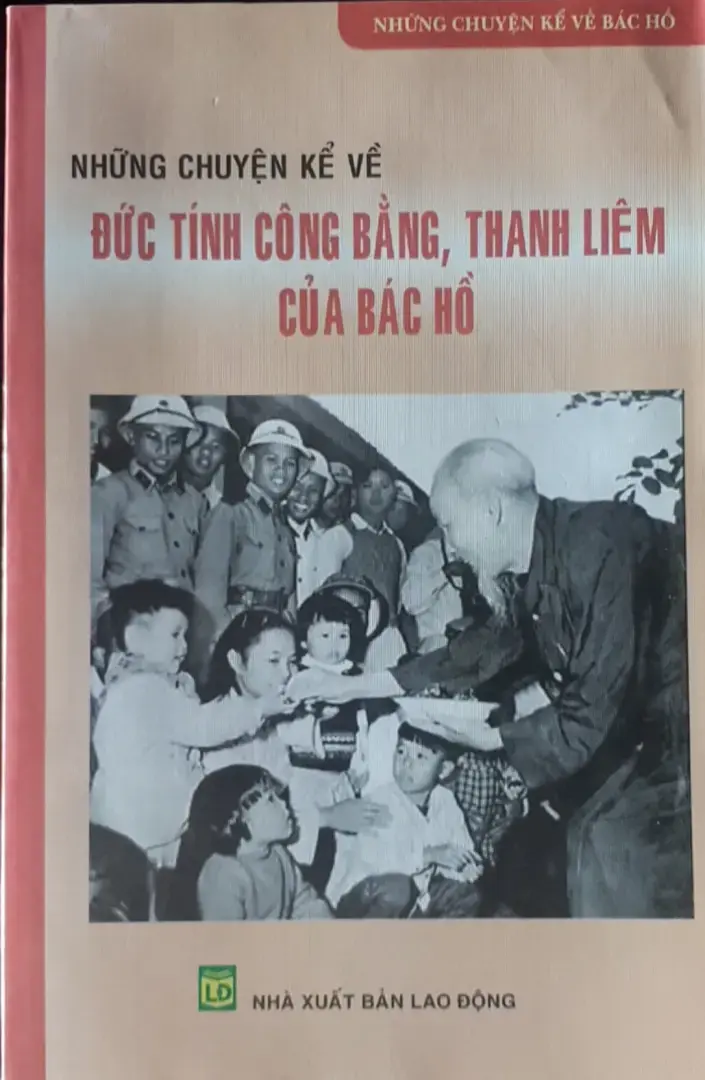 NHỮNG CHUYỆN KỂ VỀ BÁC HỒ
NHỮNG CHUYỆN KỂ VỀ
ĐỨC TÍNH CÔNG BẰNG, THANH LIÊM
CỦA BÁC HỒ
LĐ
NHÀ XUẤT BẢN LAO ĐỘNG